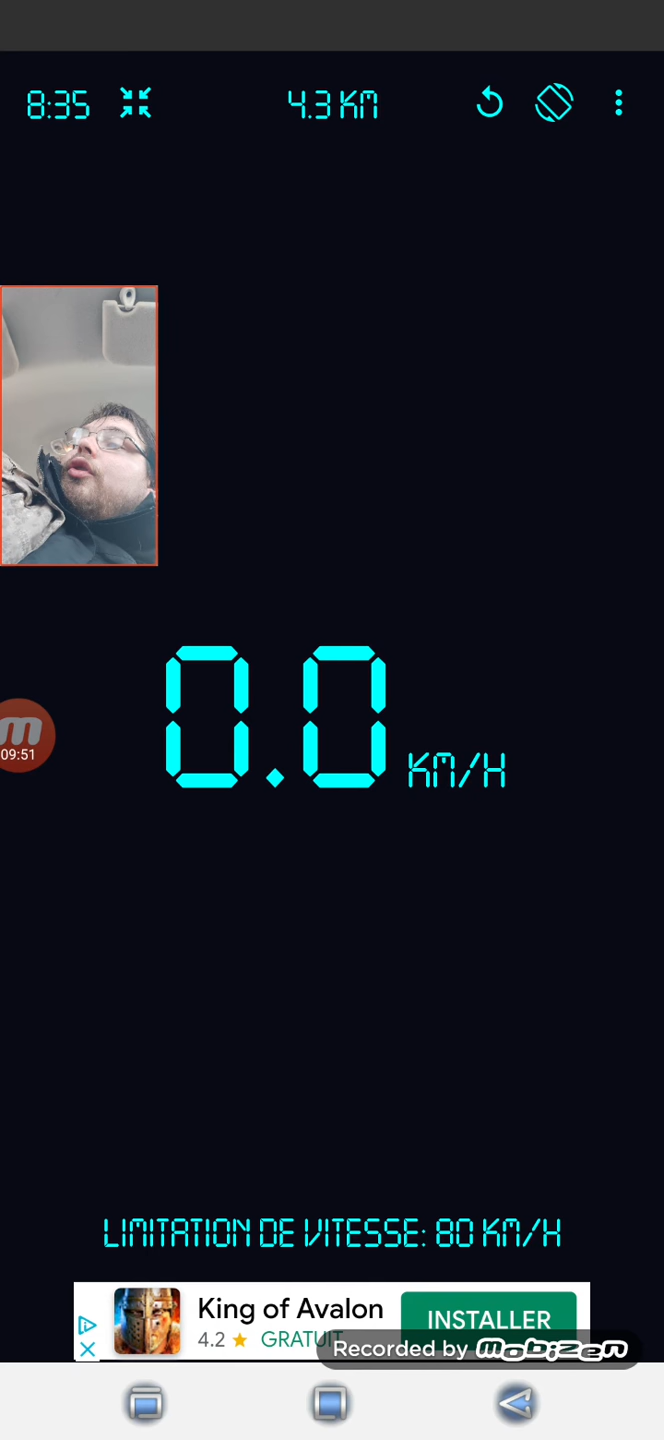 8:35
4.3 KM
m
09:51
0.0 KM/H
LIMITATION DE VITESSE: 80 KM/H
King of Avalon
4.2 ★ GRATUIT
INSTALLER
Recorded by mobizen